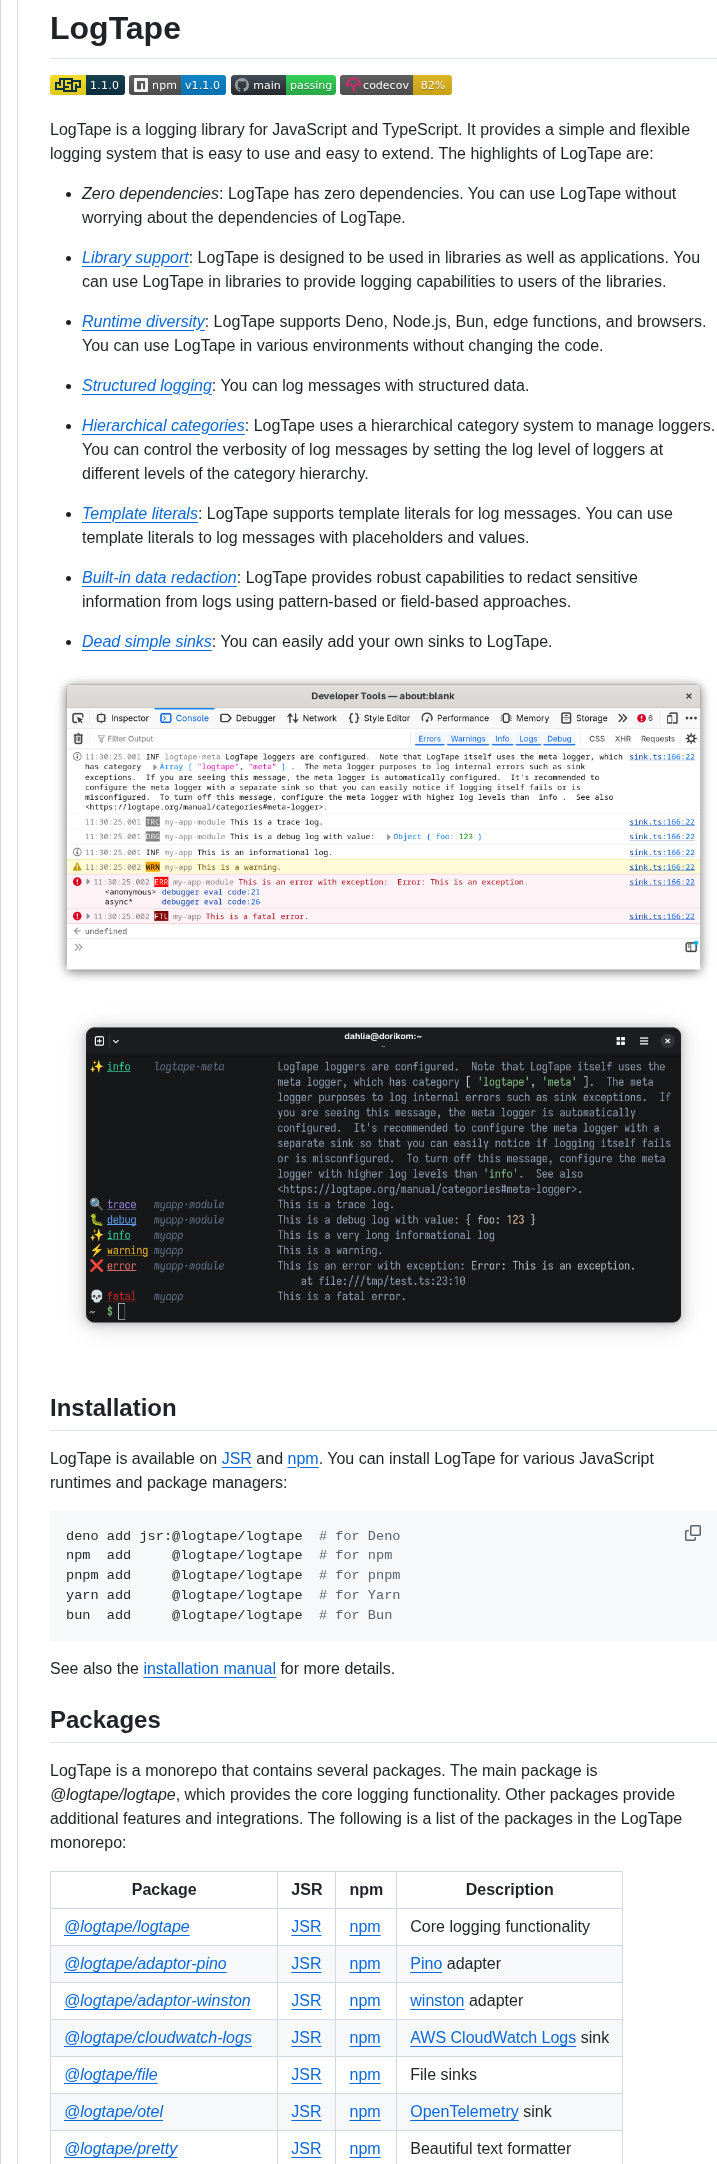 LogTape
JSR 1.1.0 npm v1.1.0 main passing codecov 82%
LogTape is a logging library for JavaScript and TypeScript. It provides a simple and flexible
logging system that is easy to use and easy to extend. The highlights of LogTape are:
• Zero dependencies: LogTape has zero dependencies. You can use LogTape without
worrying about the dependencies of LogTape.
• Library support: LogTape is designed to be used in libraries as well as applications. You
can use LogTape in libraries to provide logging capabilities to users of the libraries.
• Runtime diversity: LogTape supports Deno, Node.js, Bun, edge functions, and browsers.
You can use LogTape in various environments without changing the code.
• Structured logging: You can log messages with structured data.
• Hierarchical categories: LogTape uses a hierarchical category system to manage loggers.
You can control the verbosity of log messages by setting the log level of loggers at
different levels of the category hierarchy.
• Template literals: LogTape supports template literals for log messages. You can use
template literals to log messages with placeholders and values.
• Built-in data redaction: LogTape provides robust capabilities to redact sensitive
information from logs using pattern-based or field-based approaches.
• Dead simple sinks: You can easily add your own sinks to LogTape.
Developer Tools — about:blank
Inspector Console Debugger Network Style Editor Performance Memory Storage 6
Filter Output Errors Warnings Info Logs Debug CSS XHR Requests
11:30:25.001 INF logtape·meta LogTape loggers are configured. Note that LogTape itself uses the meta logger, which sink.ts:166:22
has category Array [ "logtape", "meta" ] . The meta logger purposes to log internal errors such as sink
exceptions. If you are seeing this message, the meta logger is automatically configured. It's recommended to
configure the meta logger with a separate sink so that you can easily notice if logging itself fails or is
misconfigured. To turn off this message, configure the meta logger with higher log levels than info . See also
<https://logtape.org/manual/categories#meta-logger>.
11:30:25.001 TRC my-app·module This is a trace log. sink.ts:166:22
11:30:25.001 DBG my-app·module This is a debug log with value: Object { foo: 123 } sink.ts:166:22
11:30:25.001 INF my-app This is an informational log. sink.ts:166:22
11:30:25.002 WRN my-app This is a warning. sink.ts:166:22
11:30:25.002 ERR my-app·module This is an error with exception: Error: This is an exception. sink.ts:166:22
<anonymous> debugger eval code:21
async* debugger eval code:26
11:30:25.002 FTL my-app This is a fatal error. sink.ts:166:22
undefined
dahlia@dorikom:~
~
info logtape·meta LogTape loggers are configured. Note that LogTape itself uses the
meta logger, which has category [ 'logtape', 'meta' ]. The meta
logger purposes to log internal errors such as sink exceptions. If
you are seeing this message, the meta logger is automatically
configured. It's recommended to configure the meta logger with a
separate sink so that you can easily notice if logging itself fails
or is misconfigured. To turn off this message, configure the meta
logger with higher log levels than 'info'. See also
<https://logtape.org/manual/categories#meta-logger>.
trace myapp·module This is a trace log.
debug myapp·module This is a debug log with value: { foo: 123 }
info myapp This is a very long informational log
warning myapp This is a warning.
error myapp·module This is an error with exception: Error: This is an exception.
at file:///tmp/test.ts:23:10
fatal myapp This is a fatal error.
~ $
Installation
LogTape is available on JSR and npm. You can install LogTape for various JavaScript
runtimes and package managers:
deno add jsr:@logtape/logtape # for Deno
npm add @logtape/logtape # for npm
pnpm add @logtape/logtape # for pnpm
yarn add @logtape/logtape # for Yarn
bun add @logtape/logtape # for Bun
See also the installation manual for more details.
Packages
LogTape is a monorepo that contains several packages. The main package is
@logtape/logtape, which provides the core logging functionality. Other packages provide
additional features and integrations. The following is a list of the packages in the LogTape
monorepo:
Package JSR npm Description
@logtape/logtape JSR npm Core logging functionality
@logtape/adaptor-pino JSR npm Pino adapter
@logtape/adaptor-winston JSR npm winston adapter
@logtape/cloudwatch-logs JSR npm AWS CloudWatch Logs sink
@logtape/file JSR npm File sinks
@logtape/otel JSR npm OpenTelemetry sink
@logtape/pretty JSR npm Beautiful text formatter